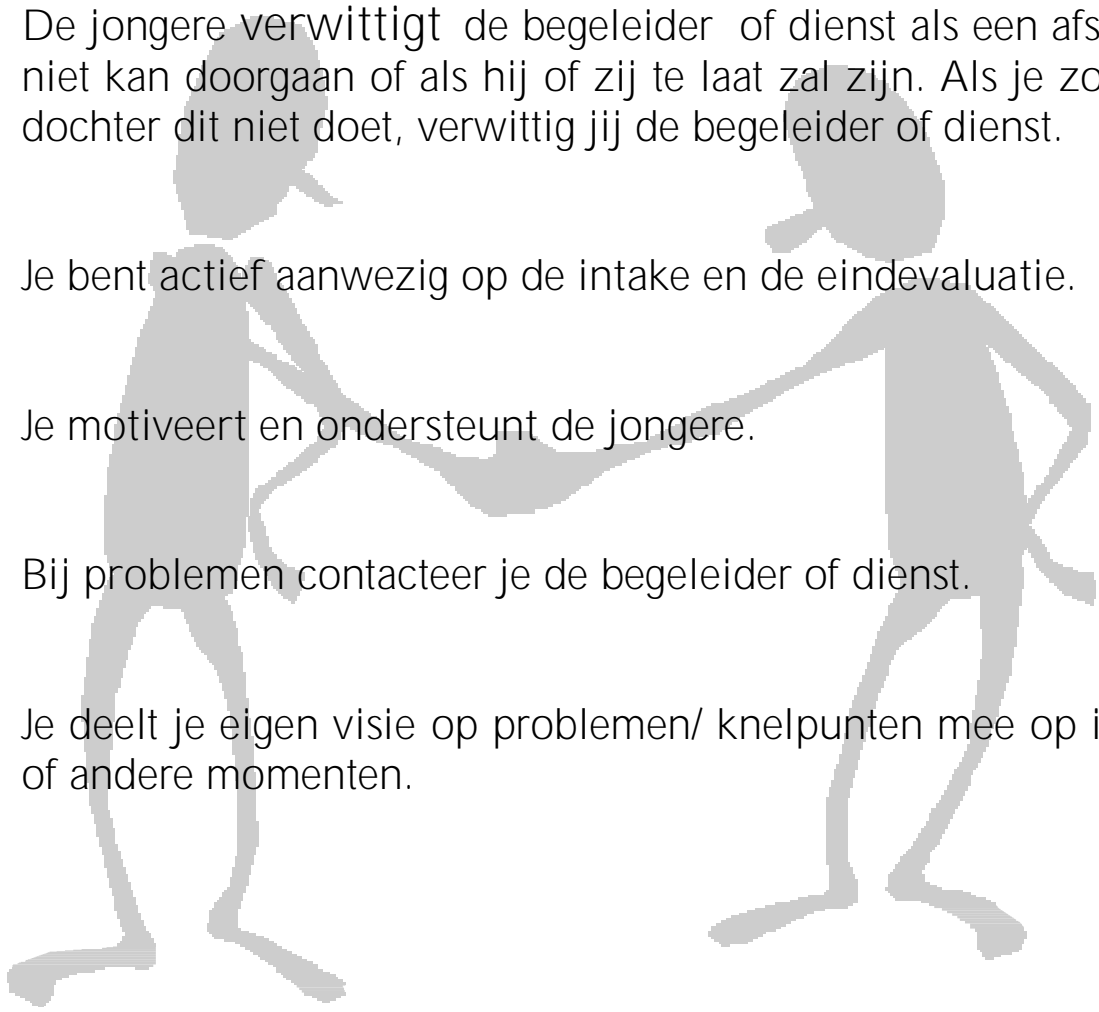 De jongere verwittigt de begeleider of dienst als een afs
niet kan doorgaan of als hij of zij te laat zal zijn. Als je zo
dochter dit niet doet, verwittig jij de begeleider of dienst.
Je bent actief aanwezig op de intake en de eindevaluatie.
Je motiveert en ondersteunt de jongere.
Bij problemen contacteer je de begeleider of dienst.
Je deelt je eigen visie op problemen/ knelpunten mee op i
of andere momenten.